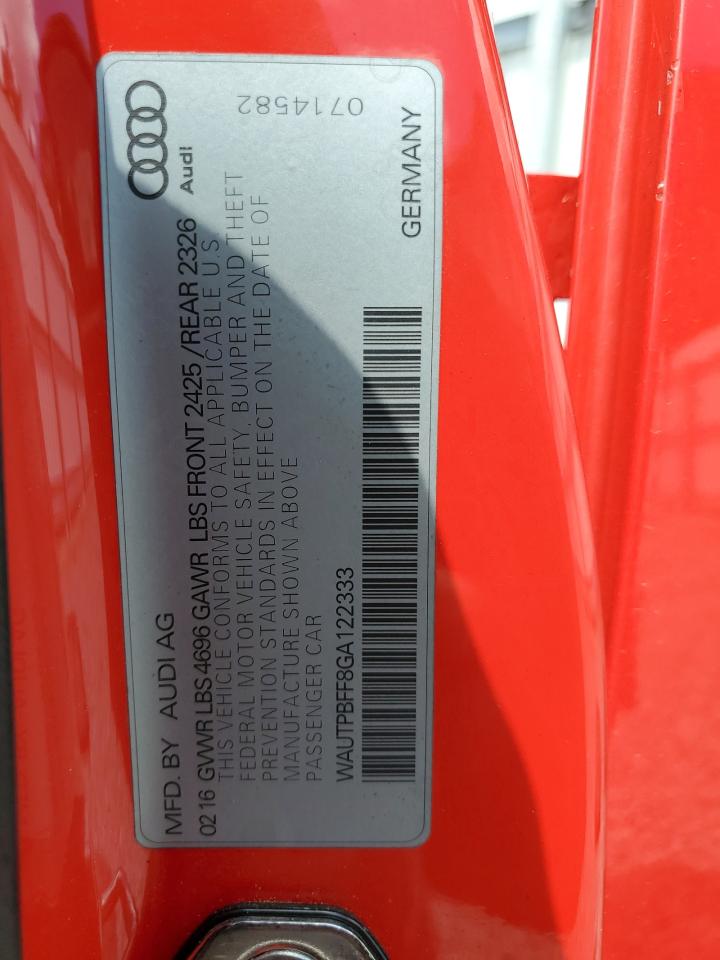 MFD. BY AUDI AG
Audi
02 16 GVWR LBS 4696 GAWR LBS FRONT 2425 /REAR 2326
THIS VEHICLE CONFORMS TO ALL APPLICABLE U.S
FEDERAL MOTOR VEHICLE SAFETY, BUMPER AND THEFT
PREVENTION STANDARDS IN EFFECT ON THE DATE OF
MANUFACTURE SHOWN ABOVE
PASSENGER CAR
0714582
WAUTPBFF8GA122333
GERMANY